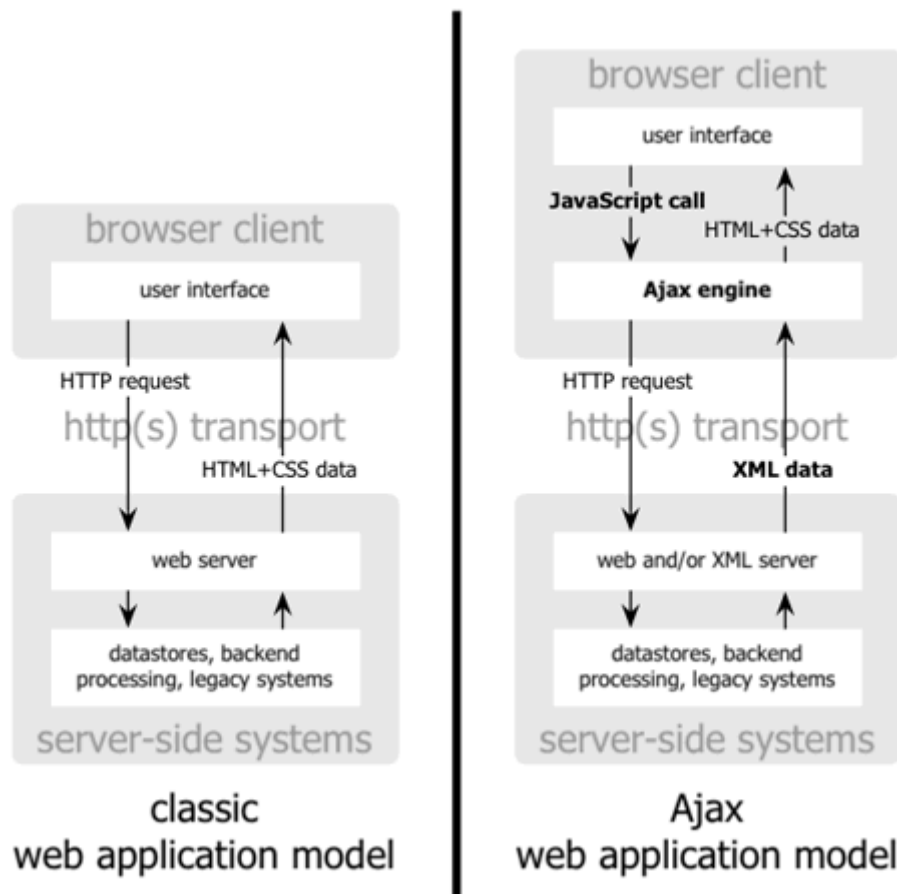 browser client
user interface
HTTP request
http(s) transport
HTML+CSS data
web server
datastores, backend
processing, legacy systems
server-side systems
classic
web application model
browser client
user interface
JavaScript call
HTML+CSS data
Ajax engine
HTTP request
http(s) transport
XML data
web and/or XML server
datastores, backend
processing, legacy systems
server-side systems
Ajax
web application model